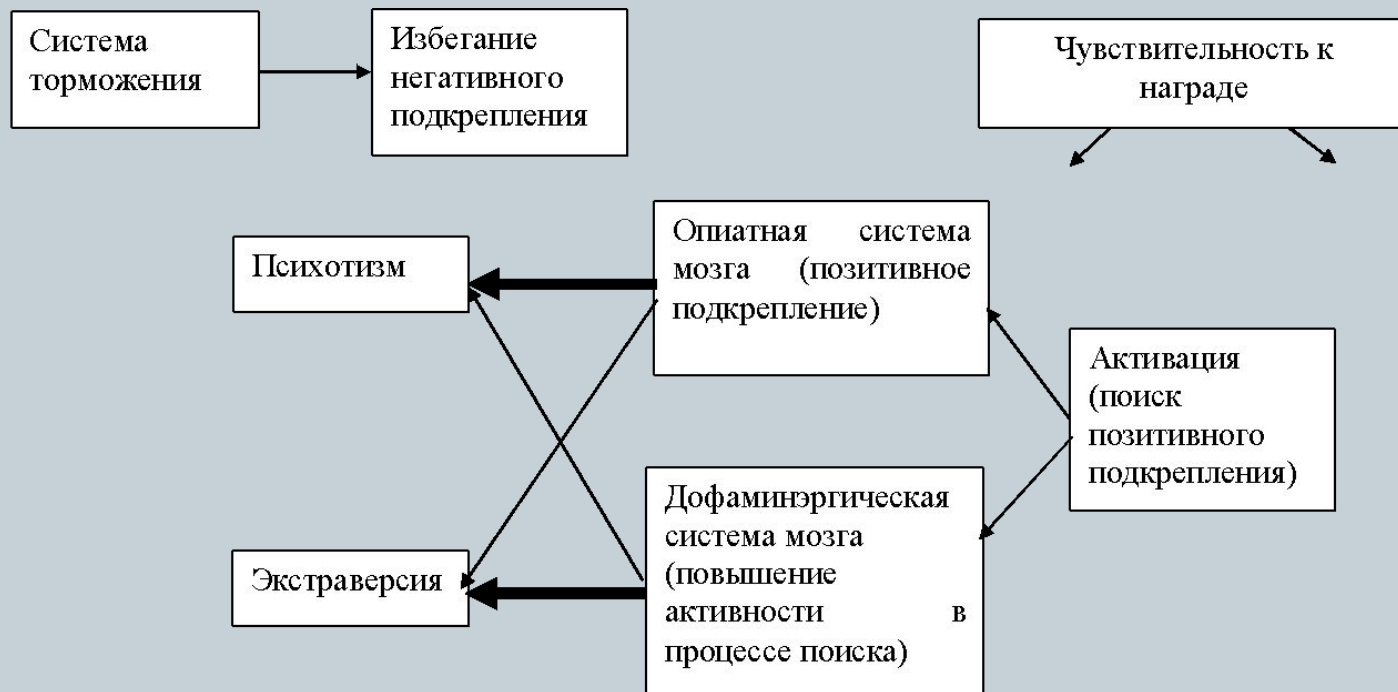 Система
торможения
Избегание
негативного
подкрепления
Чувствительность к
награде
Психотизм
Опиатная система
мозга (позитивное
подкрепление)
Активация
(поиск
позитивного
подкрепления)
Экстраверсия
Дофаминэргическая
система мозга
(повышение
активности в
процессе поиска)